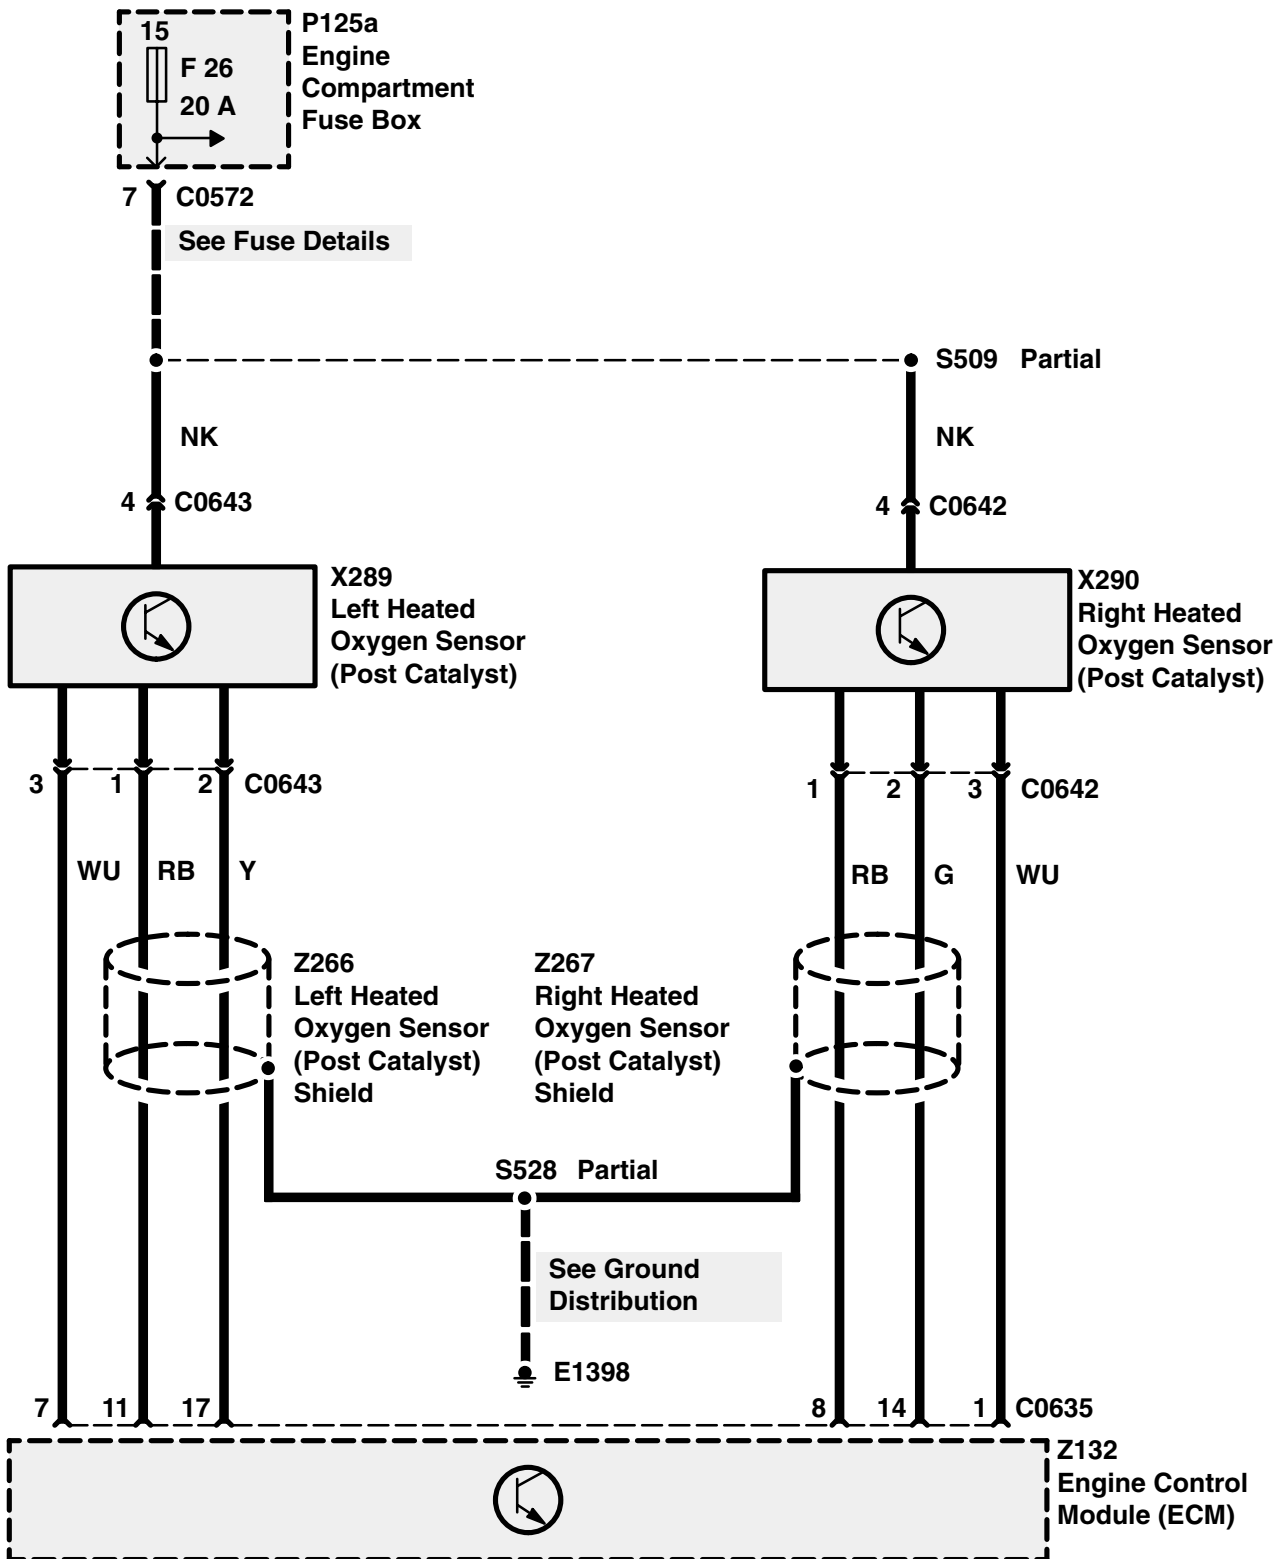 15
F 26
20 A
P125a
Engine
Compartment
Fuse Box
7 C0572
See Fuse Details
S509 Partial
NK
NK
4 C0643
4 C0642
X289
Left Heated
Oxygen Sensor
(Post Catalyst)
X290
Right Heated
Oxygen Sensor
(Post Catalyst)
3 1 2 C0643
1 2 3 C0642
WU RB Y
RB G WU
Z266
Left Heated
Oxygen Sensor
(Post Catalyst)
Shield
Z267
Right Heated
Oxygen Sensor
(Post Catalyst)
Shield
S528 Partial
See Ground
Distribution
E1398
7 11 17 8 14 1 C0635
Z132
Engine Control
Module (ECM)